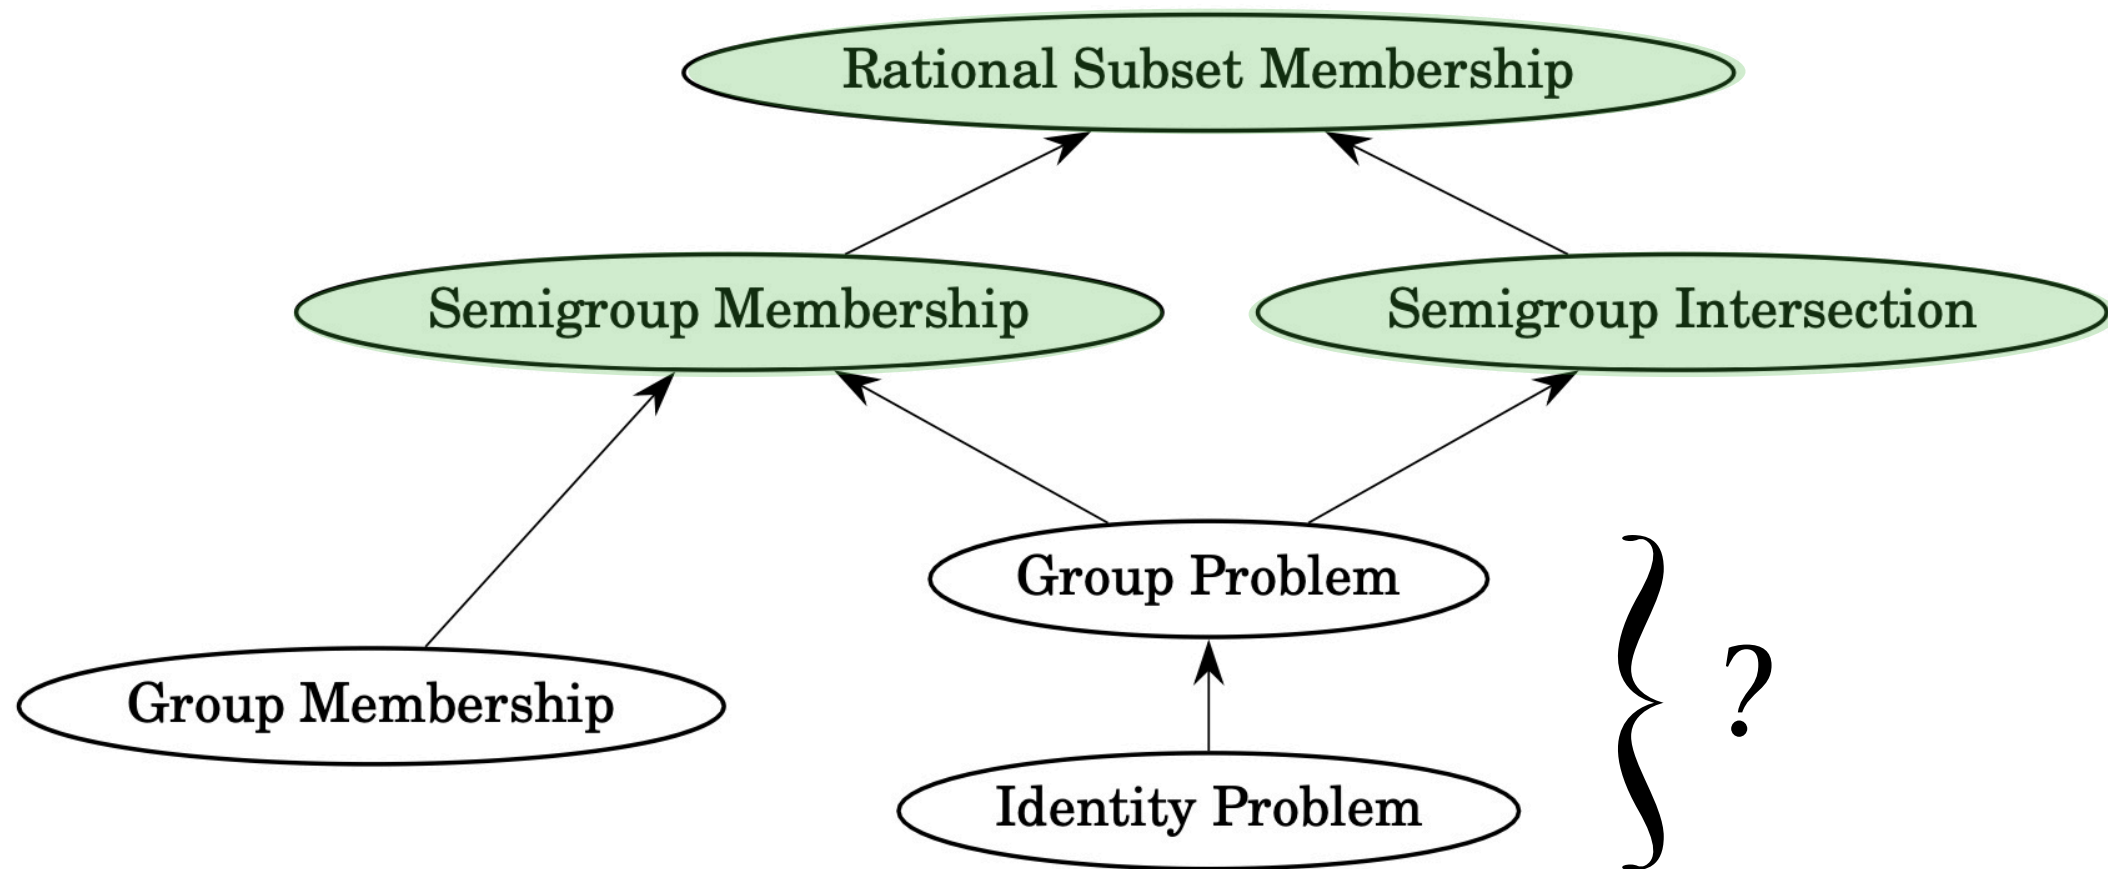 Rational Subset Membership
Semigroup Membership
Semigroup Intersection
Group Problem
Group Membership
Identity Problem
?